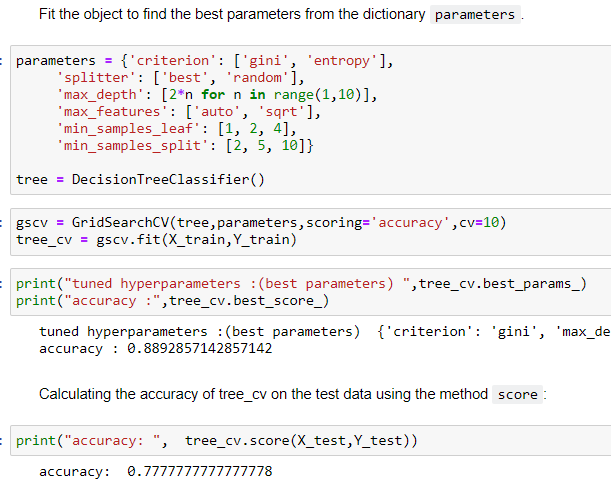 Fit the object to find the best parameters from the dictionary parameters .
parameters = {'criterion': ['gini', 'entropy'],
'splitter': ['best', 'random'],
'max_depth': [2*n for n in range(1,10)],
'max_features': ['auto', 'sqrt'],
'min_samples_leaf': [1, 2, 4],
'min_samples_split': [2, 5, 10]}
tree = DecisionTreeClassifier()
gscv = GridSearchCV(tree,parameters,scoring='accuracy',cv=10)
tree_cv = gscv.fit(X_train,Y_train)
print("tuned hyperparameters :(best parameters) ",tree_cv.best_params_)
print("accuracy :",tree_cv.best_score_)
tuned hyperparameters :(best parameters)  {'criterion': 'gini', 'max_de
accuracy : 0.8892857142857142
Calculating the accuracy of tree_cv on the test data using the method score :
print("accuracy: ",  tree_cv.score(X_test,Y_test))
accuracy:  0.7777777777777778